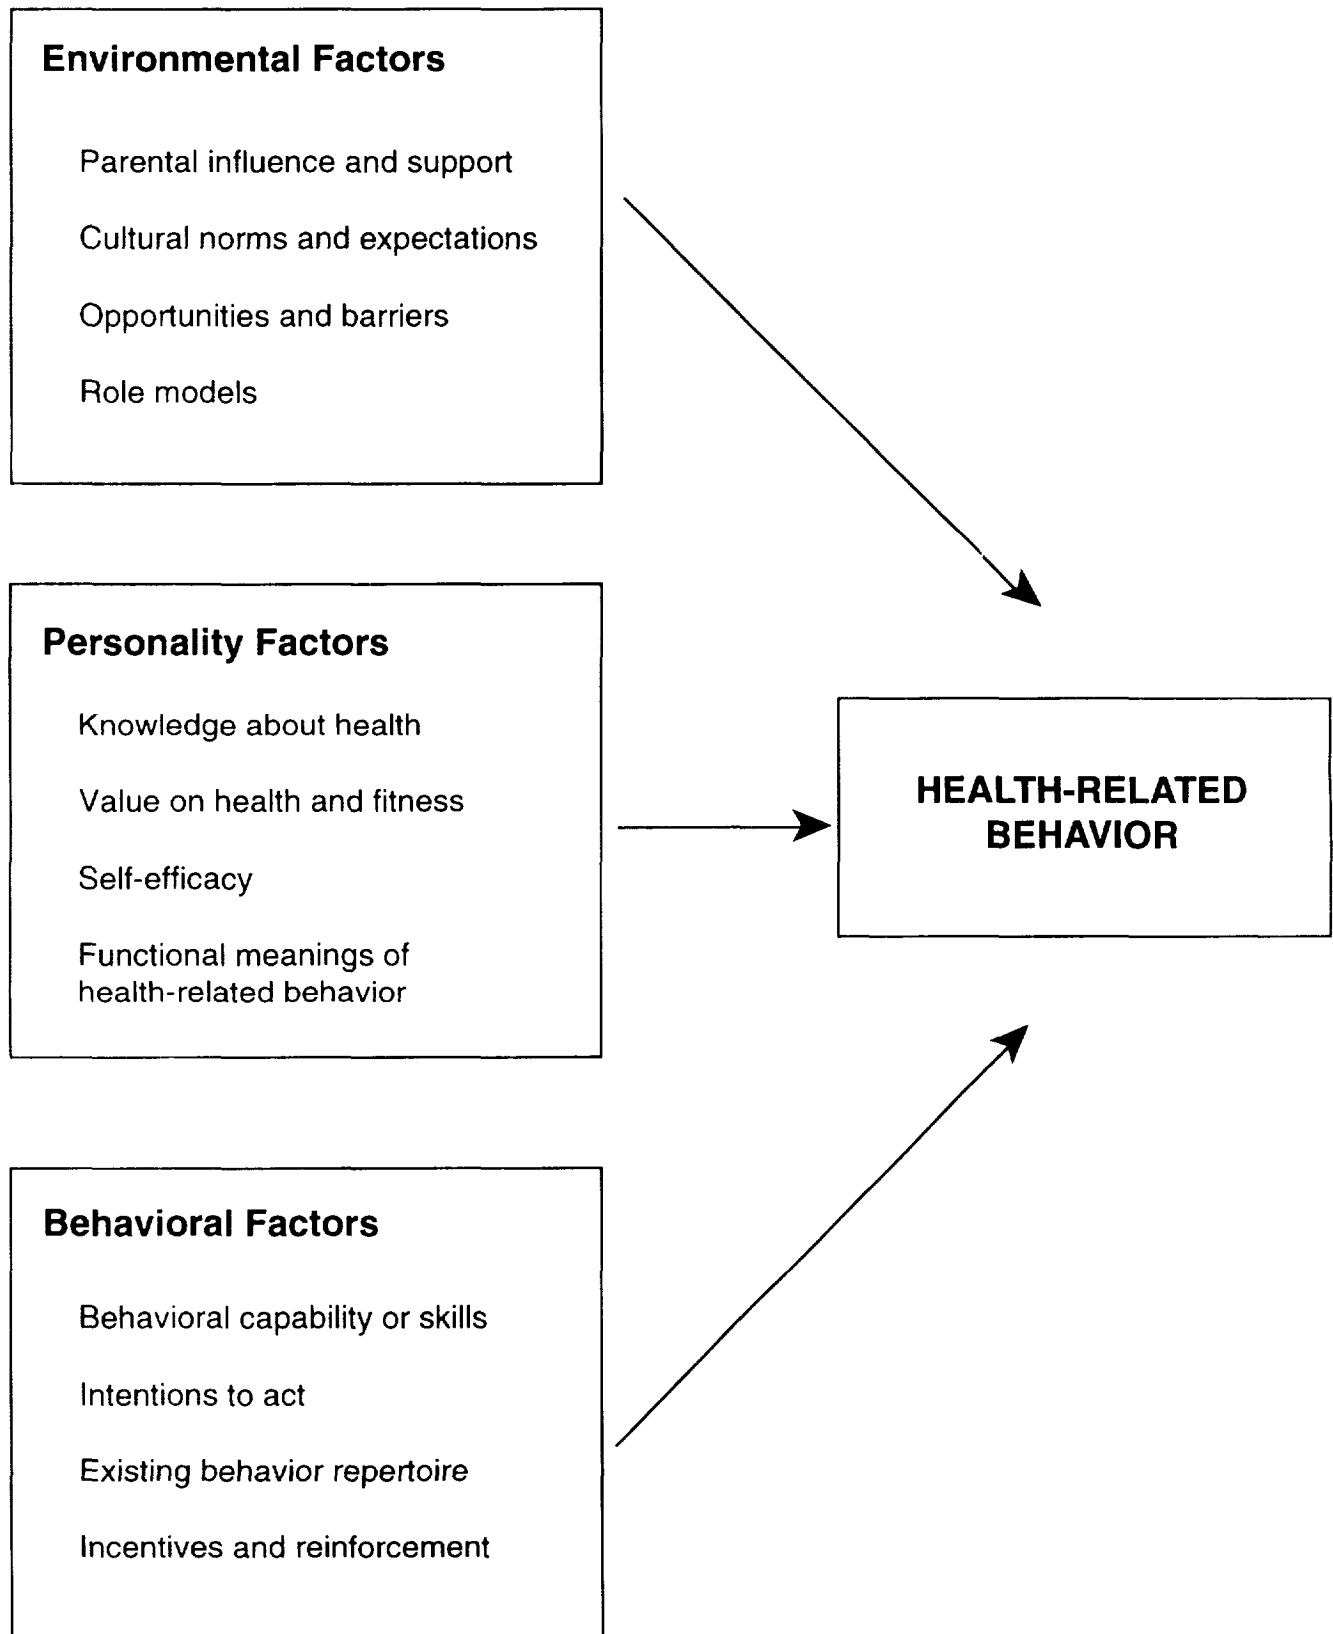 Environmental Factors
Parental influence and support
Cultural norms and expectations
Opportunities and barriers
Role models
Personality Factors
Knowledge about health
Value on health and fitness
Self-efficacy
Functional meanings of
health-related behavior
HEALTH-RELATED
BEHAVIOR
Behavioral Factors
Behavioral capability or skills
Intentions to act
Existing behavior repertoire
Incentives and reinforcement